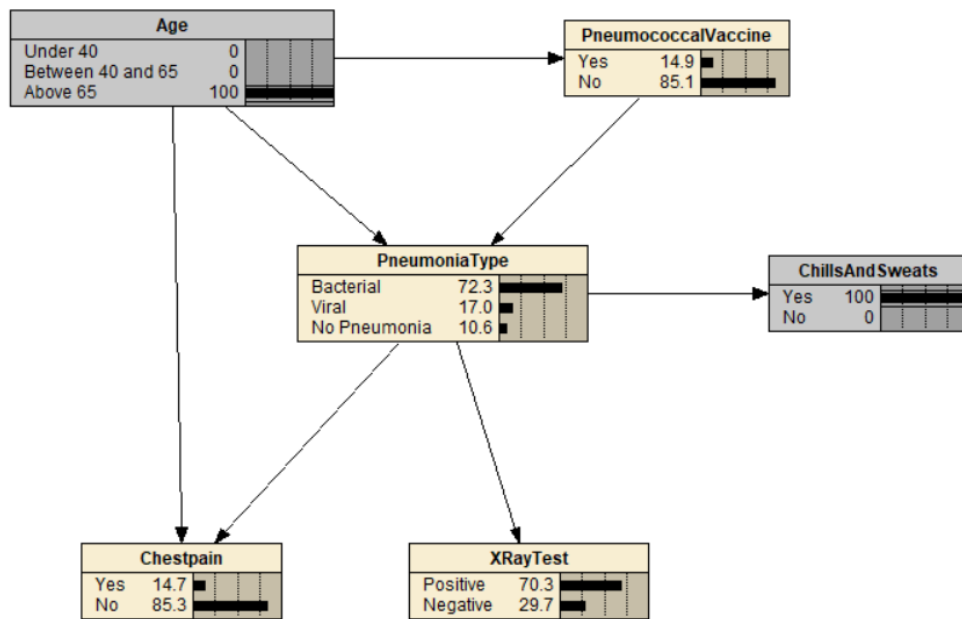 Age
Under 40 0
Between 40 and 65 0
Above 65 100
PneumococcalVaccine
Yes 14.9
No 85.1
PneumoniaType
Bacterial 72.3
Viral 17.0
No Pneumonia 10.6
ChillsAndSweats
Yes 100
No 0
Chestpain
Yes 14.7
No 85.3
XRayTest
Positive 70.3
Negative 29.7